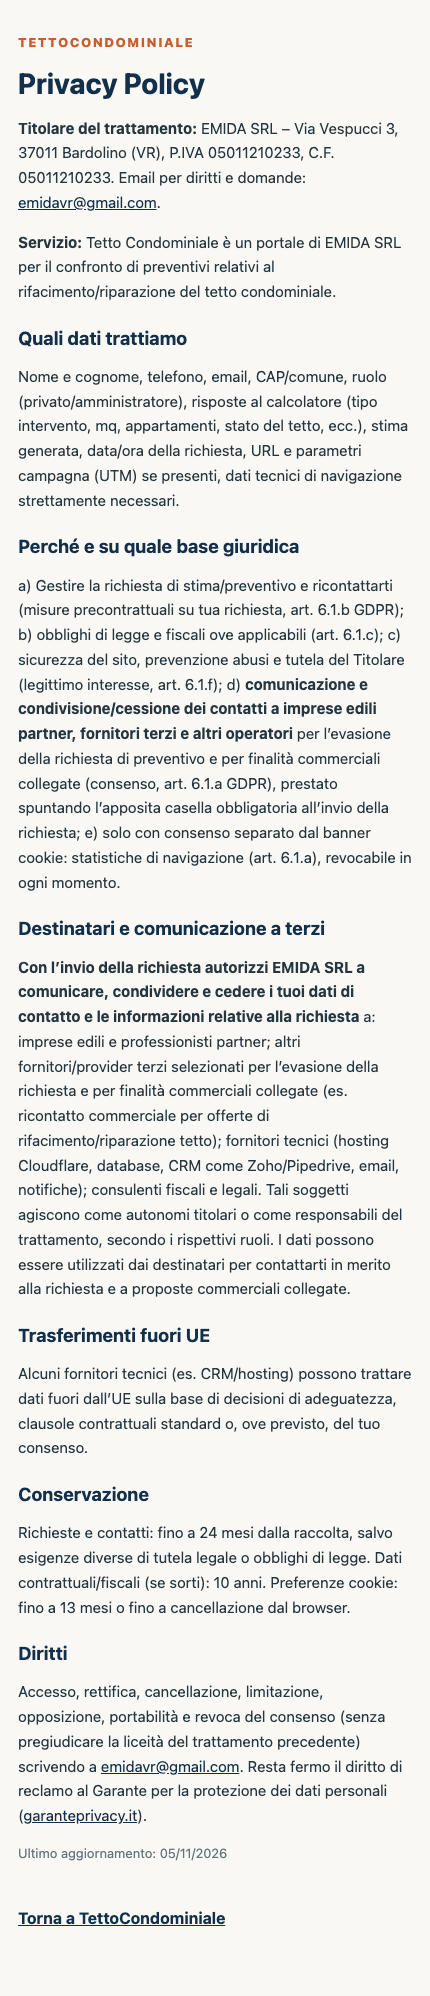 TETTOCONDOMINIALE
Privacy Policy
Titolare del trattamento: EMIDA SRL – Via Vespucci 3,
37011 Bardolino (VR), P.IVA 05011210233, C.F.
05011210233. Email per diritti e domande:
emidavr@gmail.com.
Servizio: Tetto Condominiale è un portale di EMIDA SRL
per il confronto di preventivi relativi al
rifacimento/riparazione del tetto condominiale.
Quali dati trattiamo
Nome e cognome, telefono, email, CAP/comune, ruolo
(privato/amministratore), risposte al calcolatore (tipo
intervento, mq, appartamenti, stato del tetto, ecc.), stima
generata, data/ora della richiesta, URL e parametri
campagna (UTM) se presenti, dati tecnici di navigazione
strettamente necessari.
Perché e su quale base giuridica
a) Gestire la richiesta di stima/preventivo e ricontattarti
(misure precontrattuali su tua richiesta, art. 6.1.b GDPR);
b) obblighi di legge e fiscali ove applicabili (art. 6.1.c); c)
sicurezza del sito, prevenzione abusi e tutela del Titolare
(legittimo interesse, art. 6.1.f); d) comunicazione e
condivisione/cessione dei contatti a imprese edili
partner, fornitori terzi e altri operatori per l’evasione
della richiesta di preventivo e per finalità commerciali
collegate (consenso, art. 6.1.a GDPR), prestato
spuntando l’apposita casella obbligatoria all’invio della
richiesta; e) solo con consenso separato dal banner
cookie: statistiche di navigazione (art. 6.1.a), revocabile in
ogni momento.
Destinatari e comunicazione a terzi
Con l’invio della richiesta autorizzi EMIDA SRL a
comunicare, condividere e cedere i tuoi dati di
contatto e le informazioni relative alla richiesta a:
imprese edili e professionisti partner; altri
fornitori/provider terzi selezionati per l’evasione della
richiesta e per finalità commerciali collegate (es.
ricontatto commerciale per offerte di
rifacimento/riparazione tetto); fornitori tecnici (hosting
Cloudflare, database, CRM come Zoho/Pipedrive, email,
notifiche); consulenti fiscali e legali. Tali soggetti
agiscono come autonomi titolari o come responsabili del
trattamento, secondo i rispettivi ruoli. I dati possono
essere utilizzati dai destinatari per contattarti in merito
alla richiesta e a proposte commerciali collegate.
Trasferimenti fuori UE
Alcuni fornitori tecnici (es. CRM/hosting) possono trattare
dati fuori dall’UE sulla base di decisioni di adeguatezza,
clausole contrattuali standard o, ove previsto, del tuo
consenso.
Conservazione
Richieste e contatti: fino a 24 mesi dalla raccolta, salvo
esigenze diverse di tutela legale o obblighi di legge. Dati
contrattuali/fiscali (se sorti): 10 anni. Preferenze cookie:
fino a 13 mesi o fino a cancellazione dal browser.
Diritti
Accesso, rettifica, cancellazione, limitazione,
opposizione, portabilità e revoca del consenso (senza
pregiudicare la liceità del trattamento precedente)
scrivendo a emidavr@gmail.com. Resta fermo il diritto di
reclamo al Garante per la protezione dei dati personali
(garanteprivacy.it).
Ultimo aggiornamento: 05/11/2026
Torna a TettoCondominiale